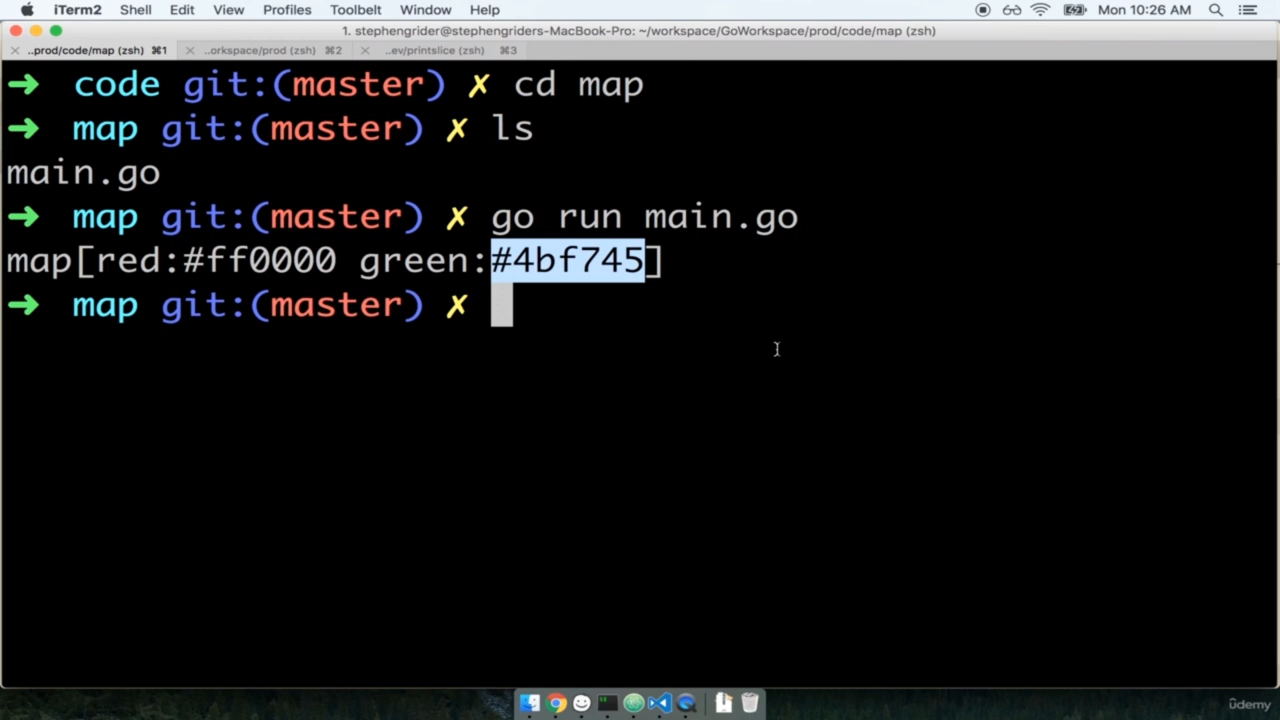 iTerm2 Shell Edit View Profiles Toolbelt Window Help Mon 10:26 AM
1. stephengrider@stephengriders-MacBook-Pro: ~/workspace/GoWorkspace/prod/code/map (zsh)
..prod/code/map (zsh) ⌘1 ..orkspace/prod (zsh) ⌘2 ..ev/printslice (zsh) ⌘3
➜ code git:(master) ✗ cd map
➜ map git:(master) ✗ ls
main.go
➜ map git:(master) ✗ go run main.go
map[red:#ff0000 green:#4bf745]
➜ map git:(master) ✗
ûdemy